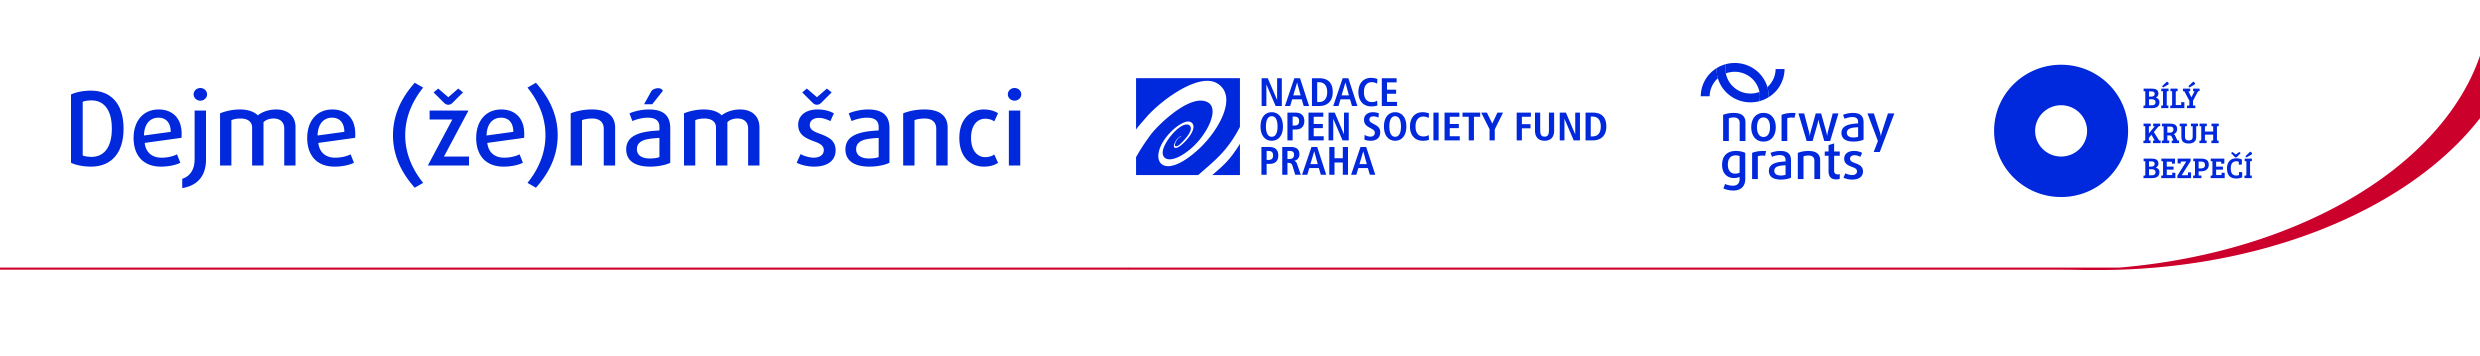 Dejme (že)nám šanci
NADACE
OPEN SOCIETY FUND
PRAHA
norway
grants
BÍLÝ
KRUH
BEZPEČÍ